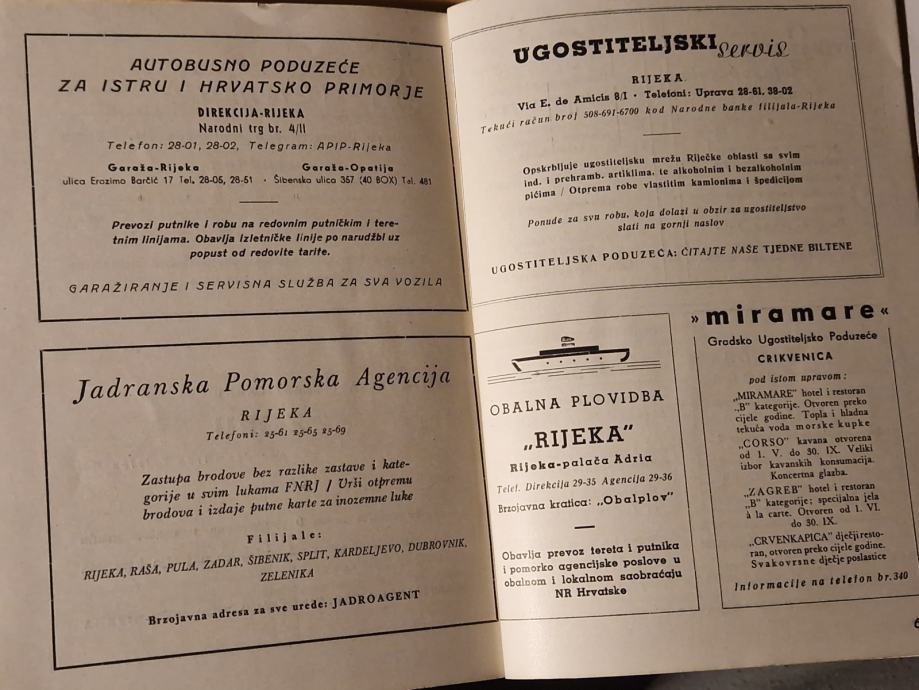 AUTOBUSNO PODUZEĆE
ZA ISTRU I HRVATSKO PRIMORJE
DIREKCIJA-RIJEKA
Narodni trg br. 4/II
Telefon: 28-01, 28-02, Telegram: APIP-Rijeka
Garaža-Rijeka Garaža-Opatija
ulica Erazimo Barčić 17 Tel. 28-05, 28-51 · Šibenska ulica 357 (40 BOX) Tel. 481
Prevozi putnike i robu na redovnim putničkim i tere-
tnim linijama. Obavlja izletničke linije po narudžbi uz
popust od redovite tarife.
GARAŽIRANJE I SERVISNA SLUŽBA ZA SVA VOZILA
Jadranska Pomorska Agencija
RIJEKA
Telefoni: 25-61 25-65 25-69
Zastupa brodove bez razlike zastave i kate-
gorije u svim lukama FNRJ / Vrši otpremu
brodova i izdaje putne karte za inozemne luke
Filijale:
RIJEKA, RAŠA, PULA, ZADAR, ŠIBENIK, SPLIT, KARDELJEVO, DUBROVNIK,
ZELENIKA
Brzojavna adresa za sve urede: JADROAGENT
UGOSTITELJSKI servis
RIJEKA
Via E. de Amicis 8/I · Telefoni: Uprava 28-61, 38-02
Tekući račun broj 508-691-6700 kod Narodne banke filijala-Rijeka
Opskrbljuje ugostiteljsku mrežu Riječke oblasti sa svim
ind. i prehramb. artiklima, te alkoholnim i bezalkoholnim
pićima / Otprema robe vlastitim kamionima i špedicijom
Ponude za svu robu, koja dolazi u obzir za ugostiteljstvo
slati na gornji naslov
UGOSTITELJSKA PODUZEĆA: ČITAJTE NAŠE TJEDNE BILTENE
OBALNA PLOVIDBA
„RIJEKA"
Rijeka-palača Adria
Telef. Direkcija 29-35 Agencija 29-36
Brzojavna kratica: „Obalplov"
Obavlja prevoz tereta i putnika
i pomorko agencijske poslove u
obalnom i lokalnom saobraćaju
NR Hrvatske
» miramare «
Gradsko Ugostiteljsko Poduzeće
CRIKVENICA
pod istom upravom:
„MIRAMARE" hotel i restoran
„B" kategorije. Otvoren preko
cijele godine. Topla i hladna
tekuća voda morske kupke
„CORSO" kavana otvorena
od 1. V. do 30. IX. Veliki
izbor kavanskih konsumacija.
Koncertna glazba.
„ZAGREB" hotel i restoran
„B" kategorije; specijalna jela
à la carte. Otvoren od 1. VI.
do 30. IX.
„CRVENKAPICA" dječji resto-
ran, otvoren preko cijele godine.
Svakovrsne dječje poslastice
Informacije na telefon br. 340